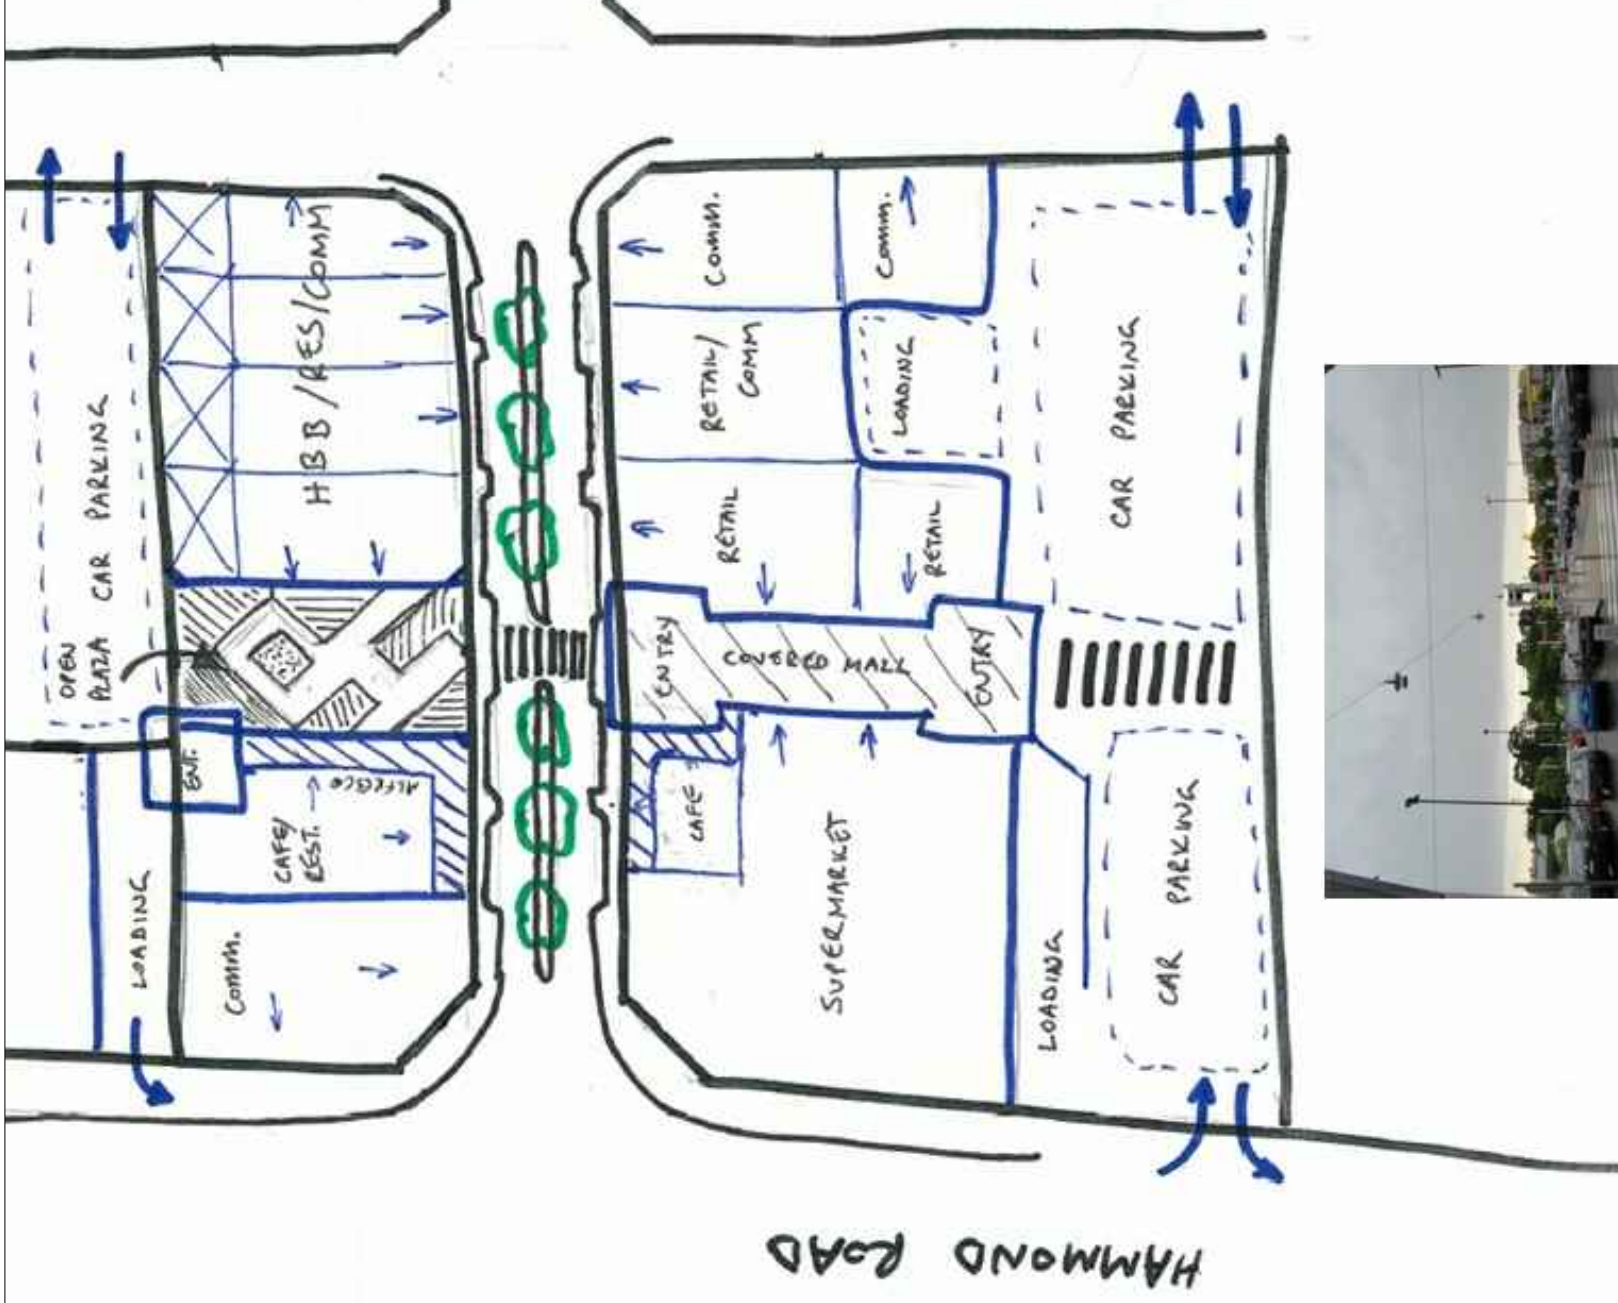 OPEN
PLAZA CAR PARKING
HBB/RES/COMM
ENT.
ALFRESCO
CAFE/
REST.
LOADING
COMM.
COMM.
COMM.
RETAIL/
COMM
LOADING
RETAIL
RETAIL
ENTRY
COVERED MALL
ENTRY
CAFE
SUPERMARKET
LOADING
CAR PARKING
CAR PARKING
HAMMOND ROAD